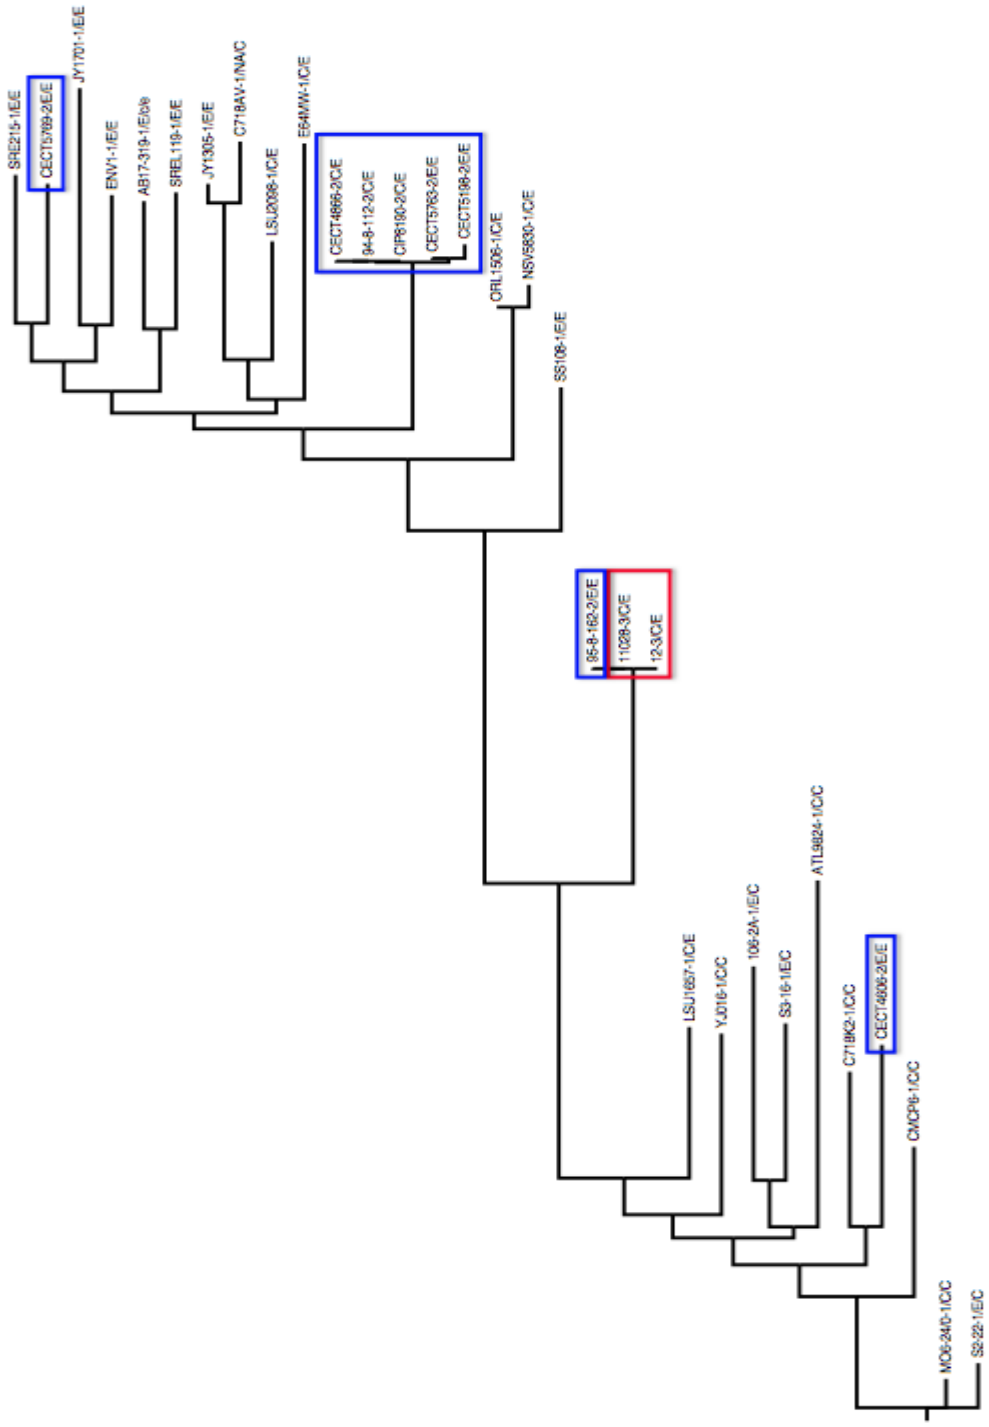 SRE215-1/E/E
CECT5769-2/E/E
JY1701-1/E/E
ENV1-1/E/E
AB17-319-1/E/c/e
SREL119-1/E/E
JY1305-1/E/E
C718AV-1/NA/C
LSU2098-1/C/E
E64MW-1/C/E
CECT4866-2/C/E
94-8-112-2/C/E
CIP8190-2/C/E
CECT5763-2/E/E
CECT5198-2/E/E
ORL1506-1/C/E
NSV5830-1/C/E
SS108-1/E/E
95-8-162-2/E/E
11028-3/C/E
12-3/C/E
LSU1657-1/C/E
YJ016-1/C/C
106-2A-1/E/C
S3-16-1/E/C
ATL9824-1/C/C
C718K2-1/C/C
CECT4606-2/E/E
CMCP6-1/C/C
MO6-24/0-1/C/C
S2-22-1/E/C